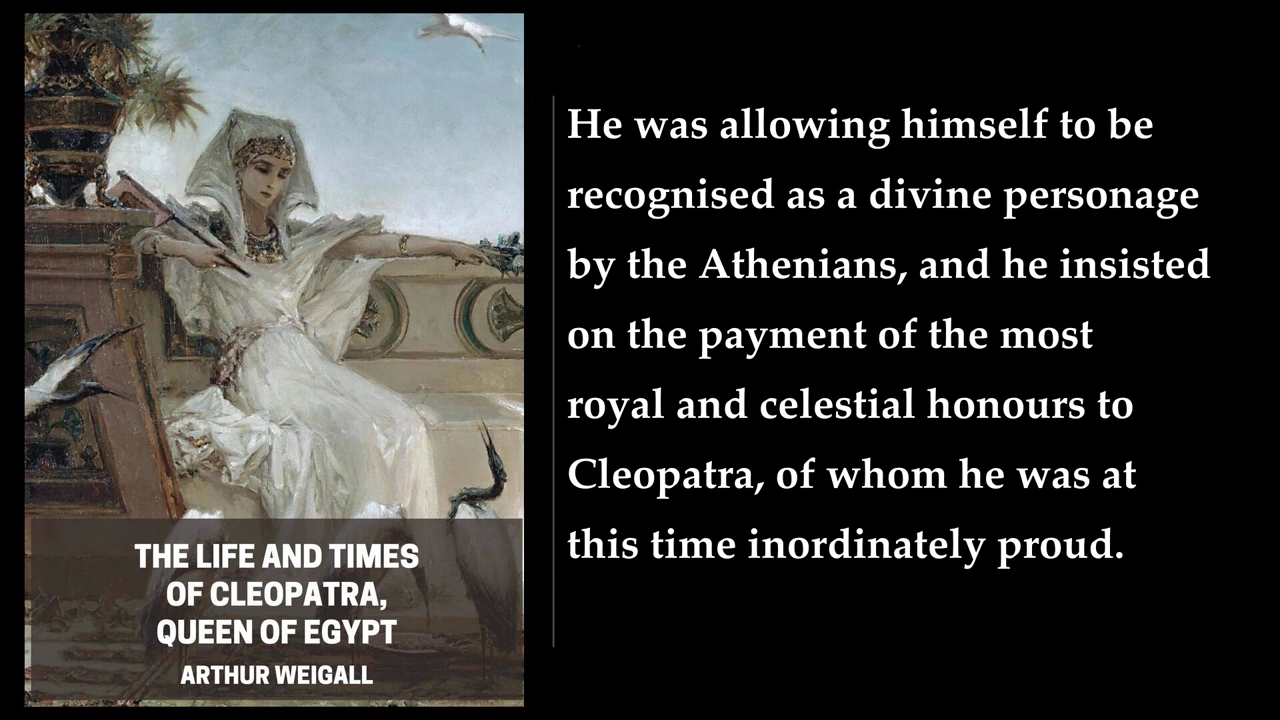 He was allowing himself to be
recognised as a divine personage
by the Athenians, and he insisted
on the payment of the most
royal and celestial honours to
Cleopatra, of whom he was at
this time inordinately proud.
THE LIFE AND TIMES
OF CLEOPATRA,
QUEEN OF EGYPT
ARTHUR WEIGALL